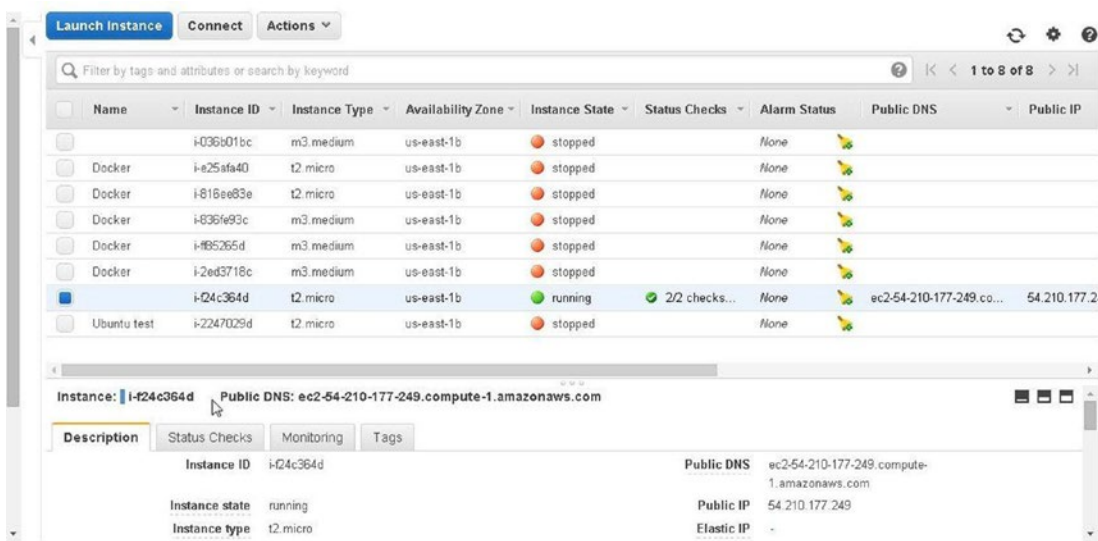 Launch Instance Connect Actions
Filter by tags and attributes or search by keyword 1 to 8 of 8
Name Instance ID Instance Type Availability Zone Instance State Status Checks Alarm Status Public DNS Public IP
i-036b01bc m3.medium us-east-1b stopped None
Docker i-e25afa40 t2.micro us-east-1b stopped None
Docker i-816ee83e t2.micro us-east-1b stopped None
Docker i-836fe93c m3.medium us-east-1b stopped None
Docker i-ff85265d m3.medium us-east-1b stopped None
Docker i-2ed3718c m3.medium us-east-1b stopped None
i-f24c364d t2.micro us-east-1b running 2/2 checks... None ec2-54-210-177-249.co... 54.210.177.2
Ubuntu test i-2247029d t2.micro us-east-1b stopped None
Instance: i-f24c364d Public DNS: ec2-54-210-177-249.compute-1.amazonaws.com
Description Status Checks Monitoring Tags
Instance ID i-f24c364d Public DNS ec2-54-210-177-249.compute-
1.amazonaws.com
Instance state running Public IP 54.210.177.249
Instance type t2.micro Elastic IP -